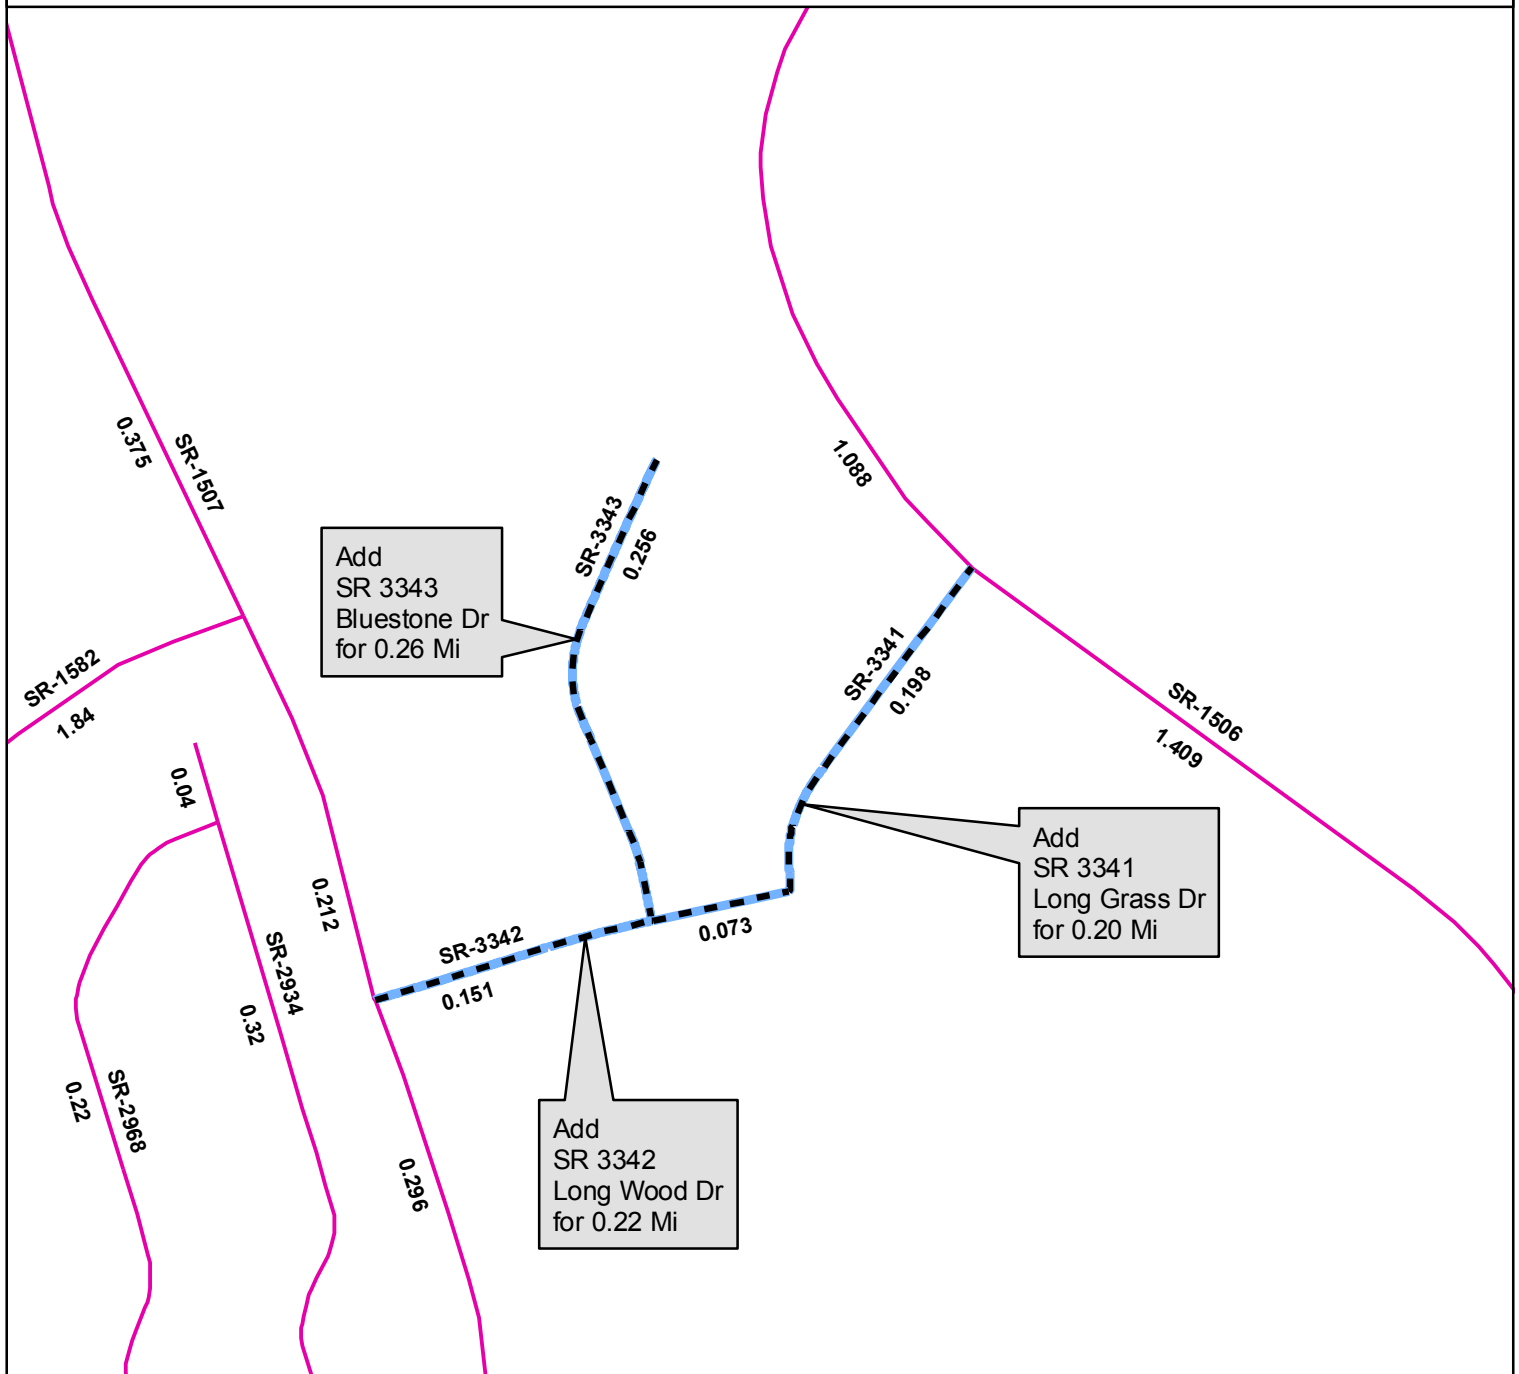 0.375
SR-1507
1.088
SR-3343
0.256
Add
SR 3343
Bluestone Dr
for 0.26 Mi
SR-1582
1.84
SR-3341
0.198
SR-1506
1.409
0.04
Add
SR 3341
Long Grass Dr
for 0.20 Mi
0.212
SR-3342
0.151
0.073
SR-2934
0.32
SR-2968
0.22
0.296
Add
SR 3342
Long Wood Dr
for 0.22 Mi